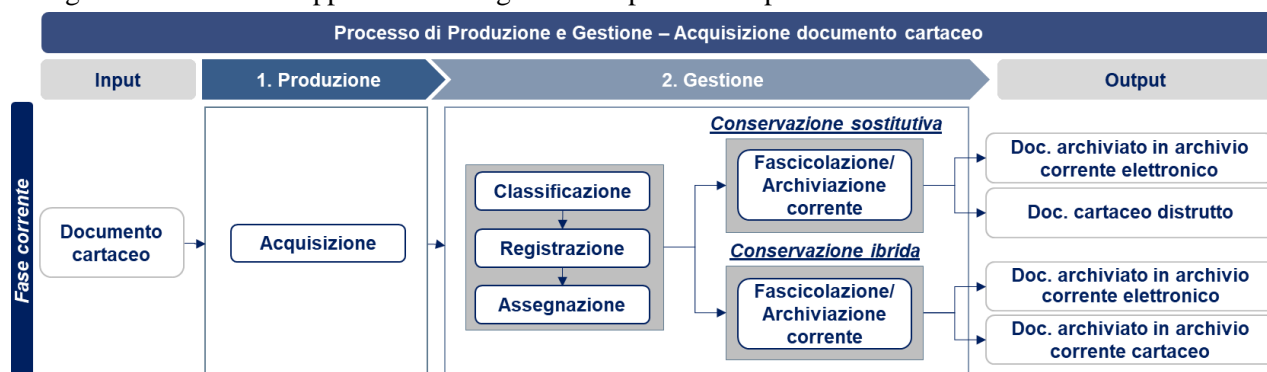 Processo di Produzione e Gestione – Acquisizione documento cartaceo
Input
1. Produzione
2. Gestione
Output
Fase corrente
Documento
cartaceo
Acquisizione
Classificazione
Registrazione
Assegnazione
Conservazione sostitutiva
Fascicolazione/
Archiviazione
corrente
Conservazione ibrida
Fascicolazione/
Archiviazione
corrente
Doc. archiviato in archivio
corrente elettronico
Doc. cartaceo distrutto
Doc. archiviato in archivio
corrente elettronico
Doc. archiviato in archivio
corrente cartaceo